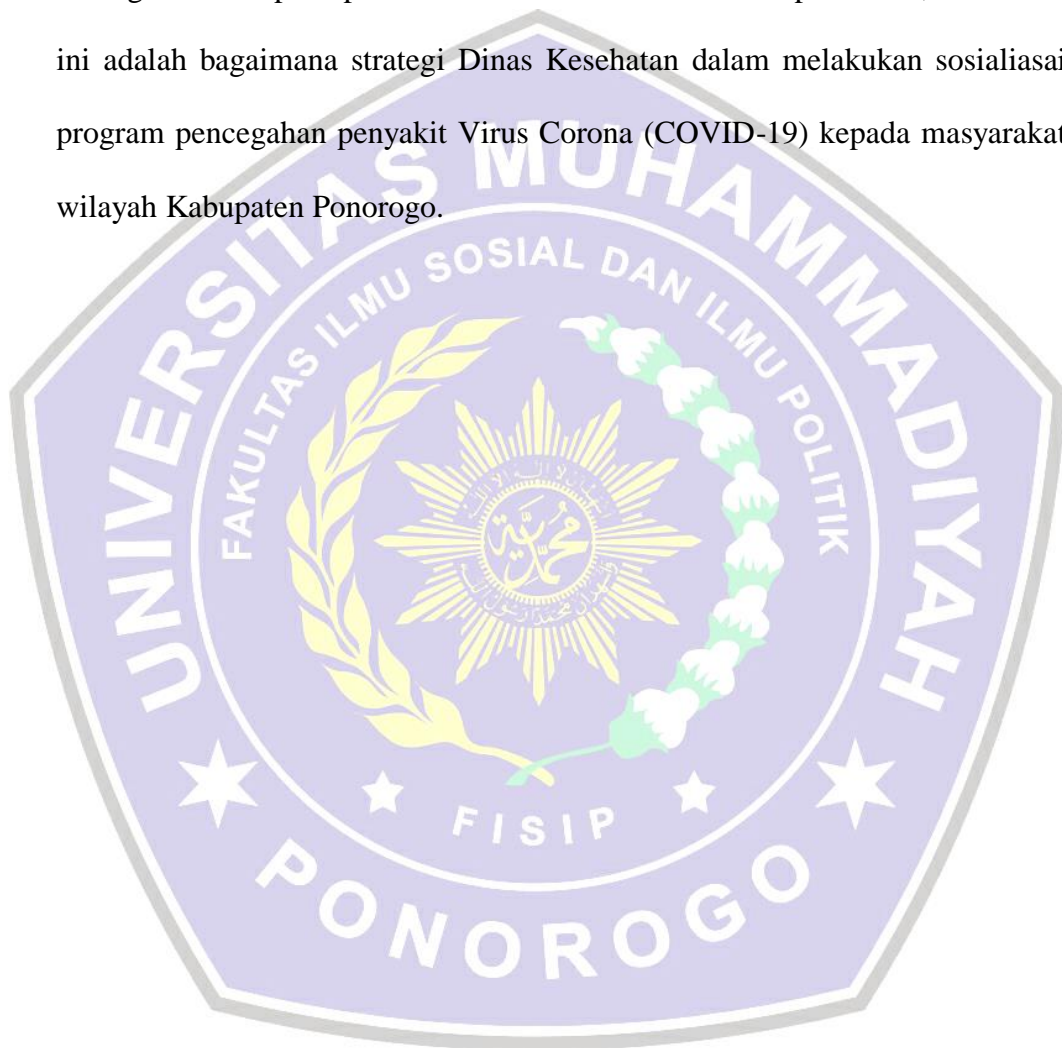 ini adalah bagaimana strategi Dinas Kesehatan dalam melakukan sosialiasai
program pencegahan penyakit Virus Corona (COVID-19) kepada masyarakat
wilayah Kabupaten Ponorogo.
UNIVERSITAS MUHAMMADIYAH
FAKULTAS ILMU SOSIAL DAN ILMU POLITIK
محمدية
FISIP
PONOROGO